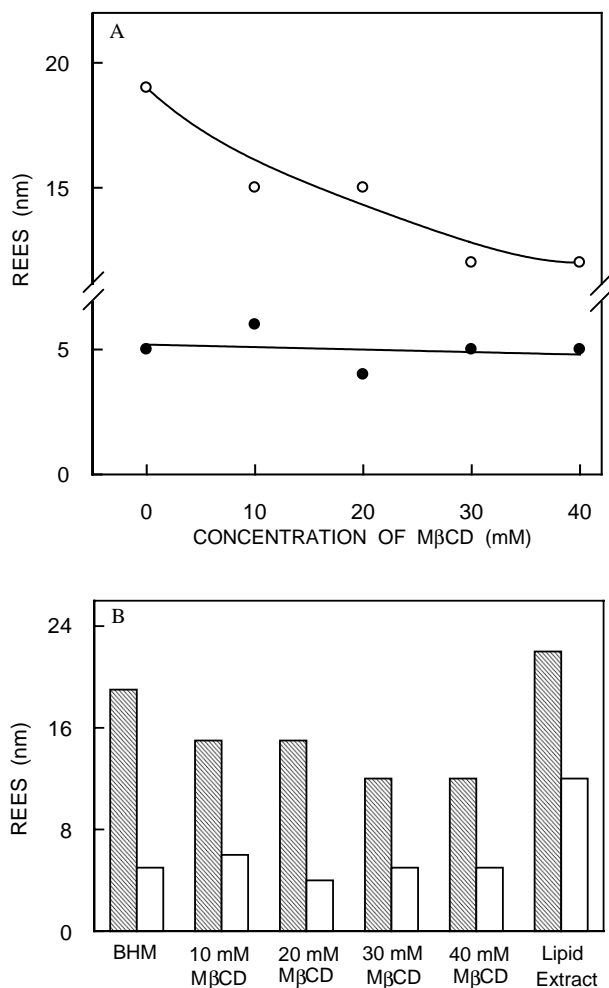 A
20
15
5
0
REES (nm)
0 10 20 30 40
CONCENTRATION OF MβCD (mM)
B
24
16
8
0
REES (nm)
BHM 10 mM 20 mM 30 mM 40 mM Lipid
MβCD MβCD MβCD MβCD Extract